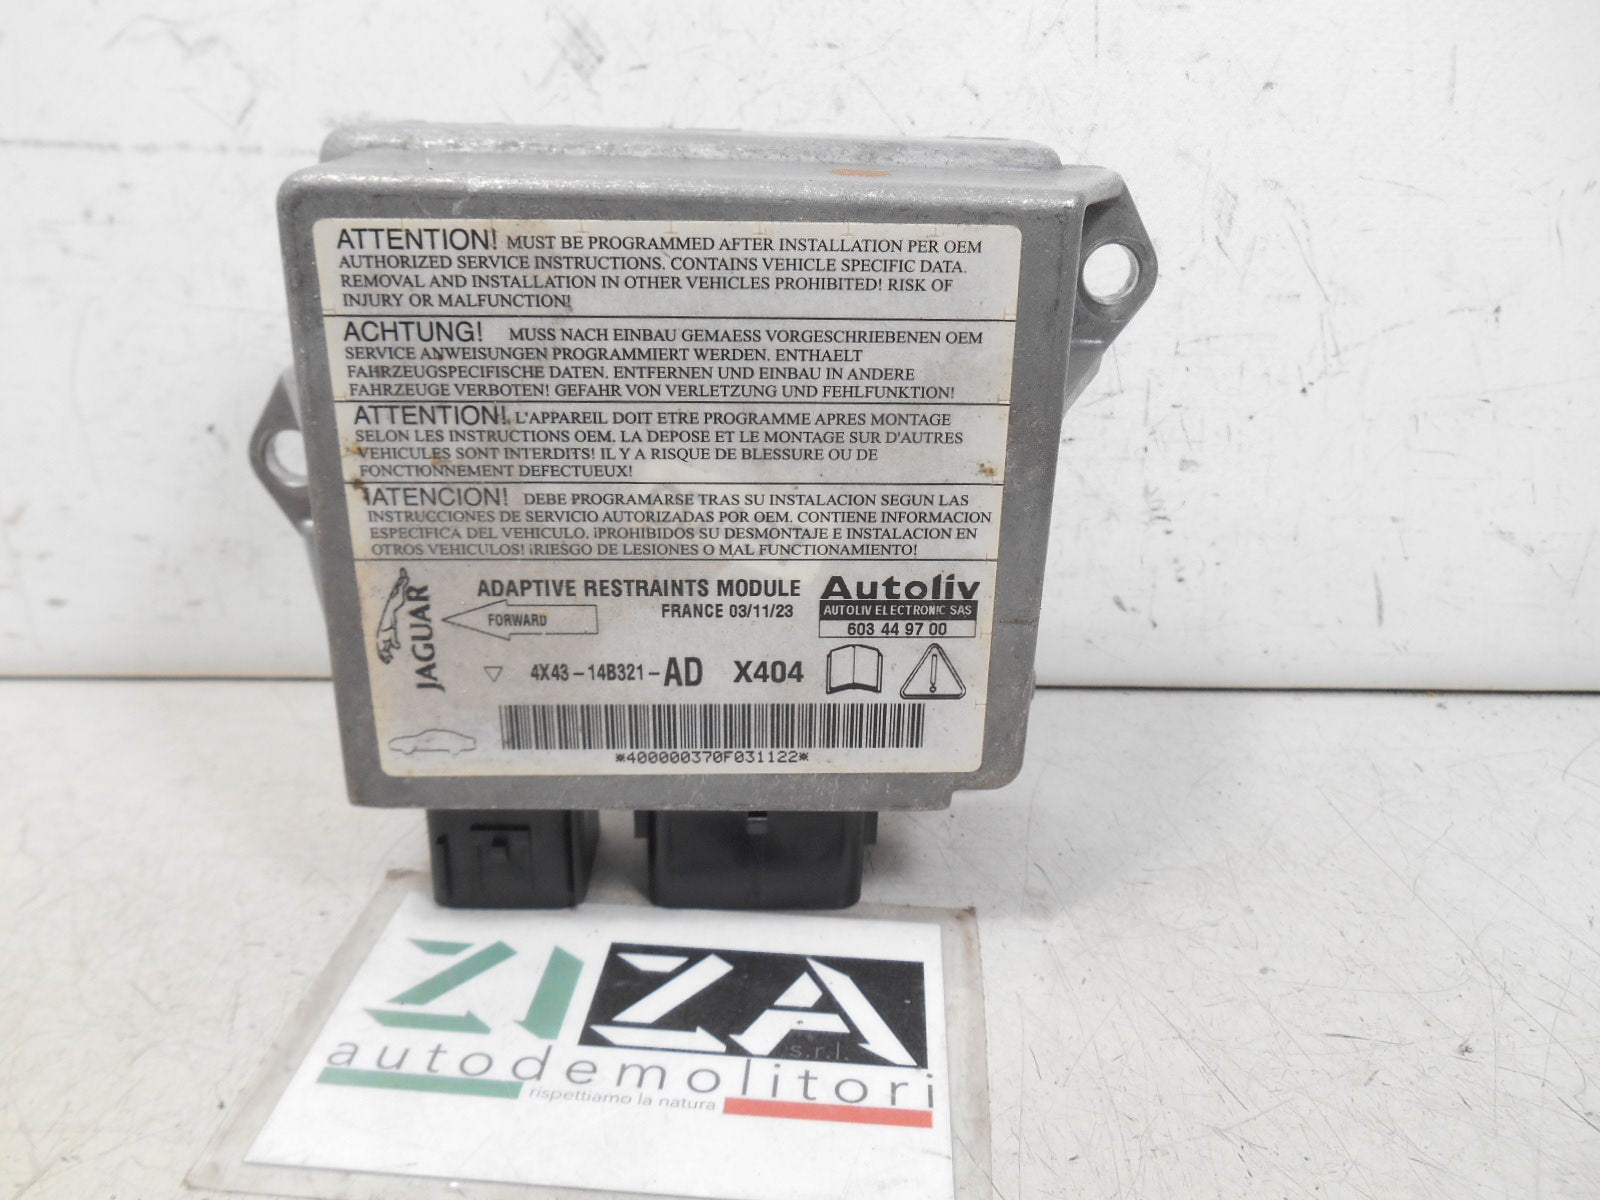 ATTENTION! MUST BE PROGRAMMED AFTER INSTALLATION PER OEM
AUTHORIZED SERVICE INSTRUCTIONS. CONTAINS VEHICLE SPECIFIC DATA.
REMOVAL AND INSTALLATION IN OTHER VEHICLES PROHIBITED! RISK OF
INJURY OR MALFUNCTION!
ACHTUNG! MUSS NACH EINBAU GEMAESS VORGESCHRIEBENEN OEM
SERVICE ANWEISUNGEN PROGRAMMIERT WERDEN. ENTHAELT
FAHRZEUGSPECIFISCHE DATEN. ENTFERNEN UND EINBAU IN ANDERE
FAHRZEUGE VERBOTEN! GEFAHR VON VERLETZUNG UND FEHLFUNKTION!
ATTENTION! L'APPAREIL DOIT ETRE PROGRAMME APRES MONTAGE
SELON LES INSTRUCTIONS OEM. LA DEPOSE ET LE MONTAGE SUR D'AUTRES
VEHICULES SONT INTERDITS! IL Y A RISQUE DE BLESSURE OU DE
FONCTIONNEMENT DEFECTUEUX!
¡ATENCION! DEBE PROGRAMARSE TRAS SU INSTALACION SEGUN LAS
INSTRUCCIONES DE SERVICIO AUTORIZADAS POR OEM. CONTIENE INFORMACION
ESPECIFICA DEL VEHICULO. ¡PROHIBIDOS SU DESMONTAJE E INSTALACION EN
OTROS VEHICULOS! ¡RIESGO DE LESIONES O MAL FUNCTIONAMIENTO!
JAGUAR
ADAPTIVE RESTRAINTS MODULE
FRANCE 03/11/23
FORWARD
Autoliv
AUTOLIV ELECTRONIC SAS
603 44 97 00
4X43-14B321-AD X404
*400000370F031122*
ZIZA
s.r.l.
autodemolitori
rispettiamo la natura